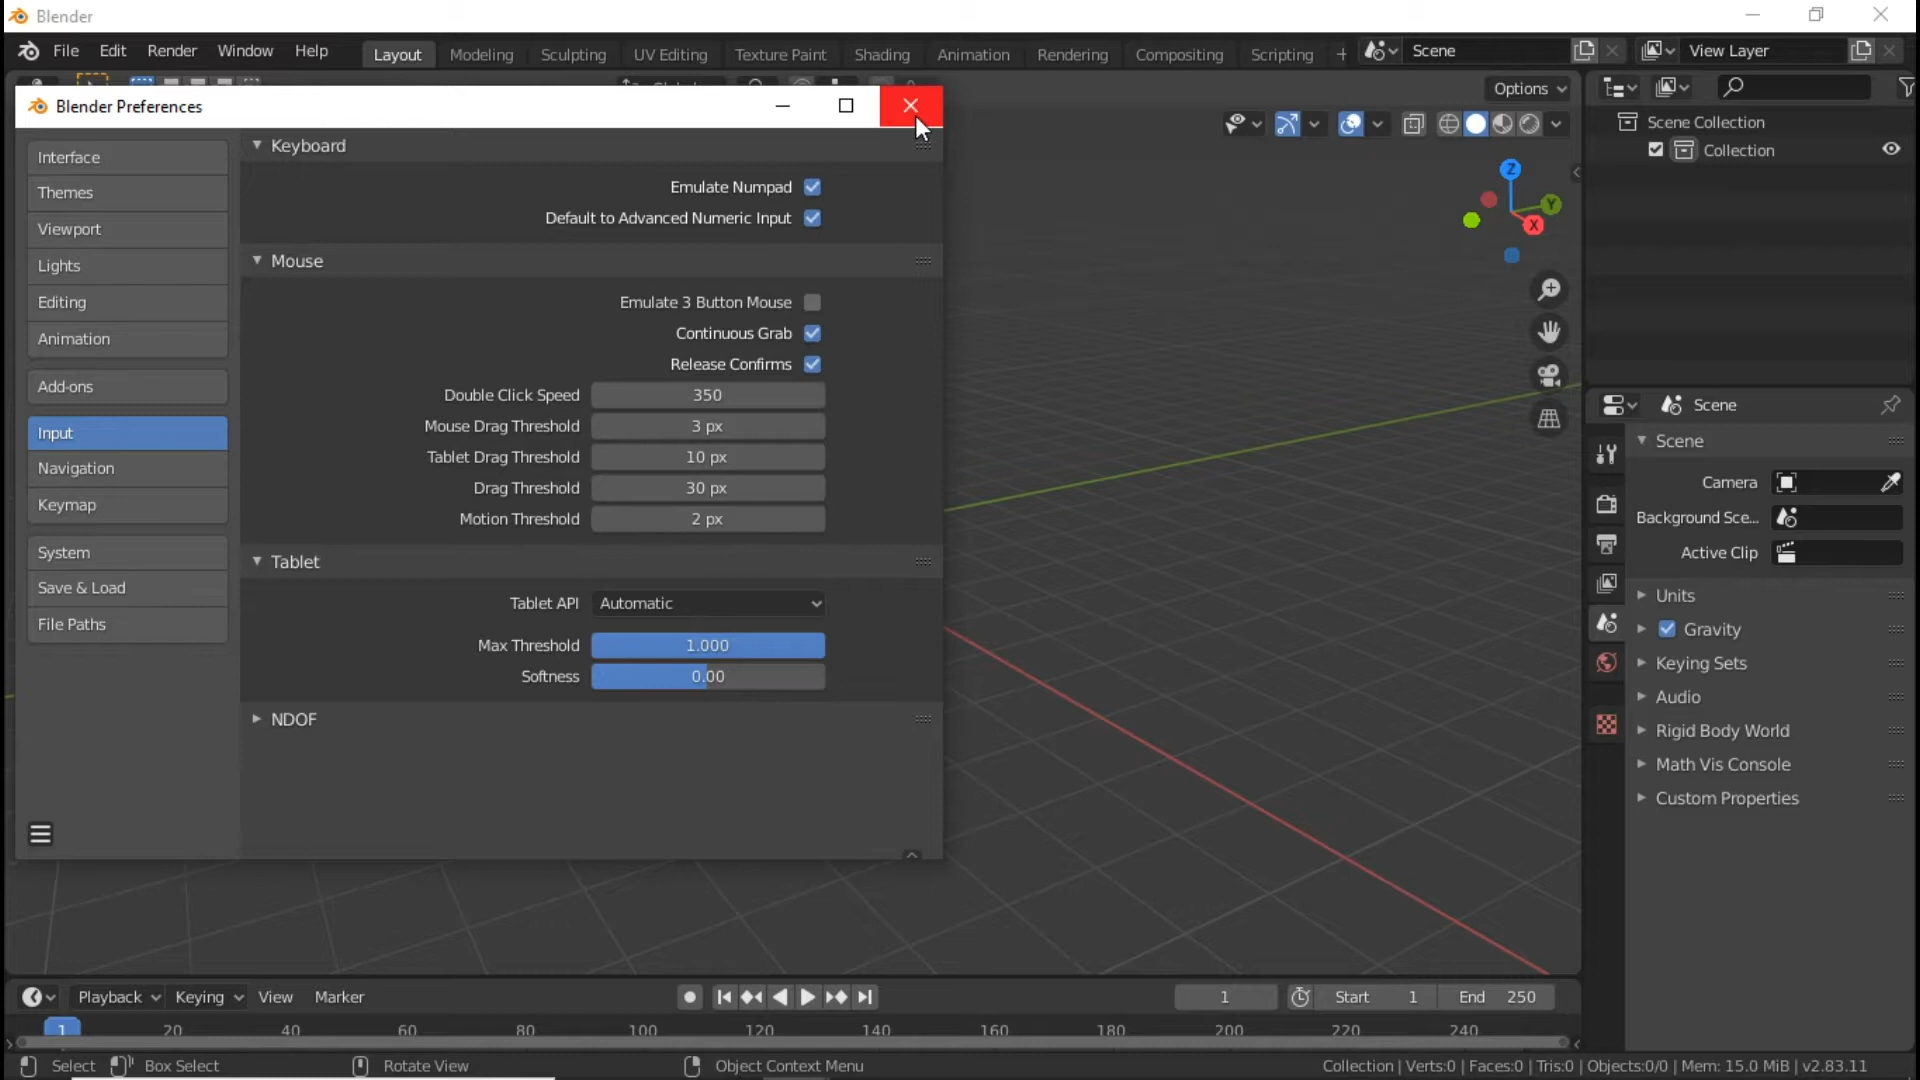 Blender
File Edit Render Window Help Layout Modeling Sculpting UV Editing Texture Paint Shading Animation Rendering Compositing Scripting + Scene View Layer
Options
Blender Preferences
Interface
Themes
Viewport
Lights
Editing
Animation
Add-ons
Input
Navigation
Keymap
System
Save & Load
File Paths
Keyboard
Emulate Numpad
Default to Advanced Numeric Input
Mouse
Emulate 3 Button Mouse
Continuous Grab
Release Confirms
Double Click Speed 350
Mouse Drag Threshold 3 px
Tablet Drag Threshold 10 px
Drag Threshold 30 px
Motion Threshold 2 px
Tablet
Tablet API Automatic
Max Threshold 1.000
Softness 0.00
NDOF
Z
Y
X
Scene Collection
Collection
Scene
Scene
Camera
Background Sce...
Active Clip
Units
Gravity
Keying Sets
Audio
Rigid Body World
Math Vis Console
Custom Properties
Playback Keying View Marker 1 Start 1 End 250
1 20 40 60 80 100 120 140 160 180 200 220 240
Select Box Select Rotate View Object Context Menu Collection | Verts:0 | Faces:0 | Tris:0 | Objects:0/0 | Mem: 15.0 MiB | v2.83.11